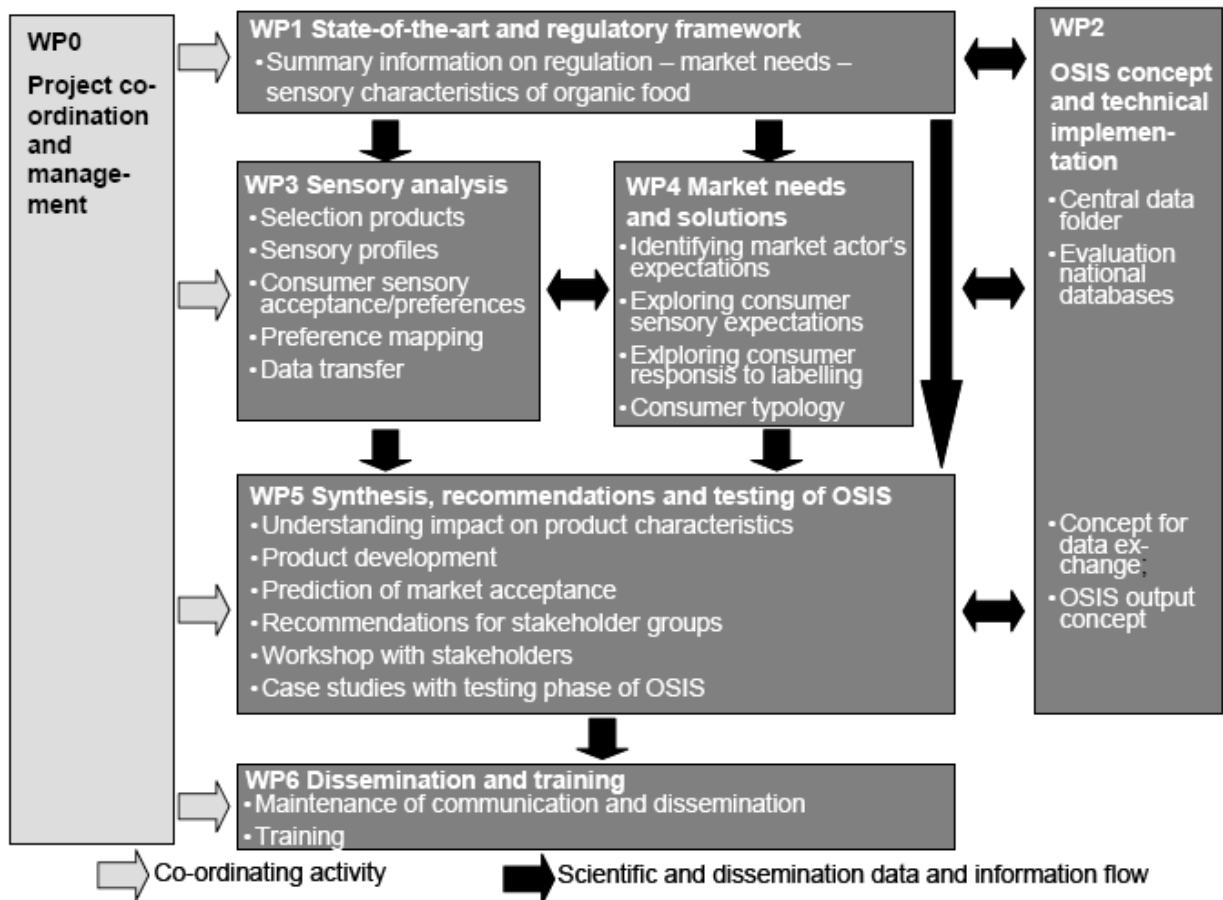 WP0
Project co-
ordination
and
manage-
ment
WP1 State-of-the-art and regulatory framework
•Summary information on regulation – market needs –
sensory characteristics of organic food
WP2
OSIS concept
and technical
implemen-
tation
•Central data
folder
•Evaluation
national
databases
•Concept for
data ex-
change;
•OSIS output
concept
WP3 Sensory analysis
•Selection products
•Sensory profiles
•Consumer sensory
acceptance/preferences
•Preference mapping
•Data transfer
WP4 Market needs
and solutions
•Identifying market actor‘s
expectations
•Exploring consumer
sensory expectations
•Exlploring consumer
responsis to labelling
•Consumer typology
WP5 Synthesis, recommendations and testing of OSIS
•Understanding impact on product characteristics
•Product development
•Prediction of market acceptance
•Recommendations for stakeholder groups
•Workshop with stakeholders
•Case studies with testing phase of OSIS
WP6 Dissemination and training
•Maintenance of communication and dissemination
•Training
Co-ordinating activity
Scientific and dissemination data and information flow